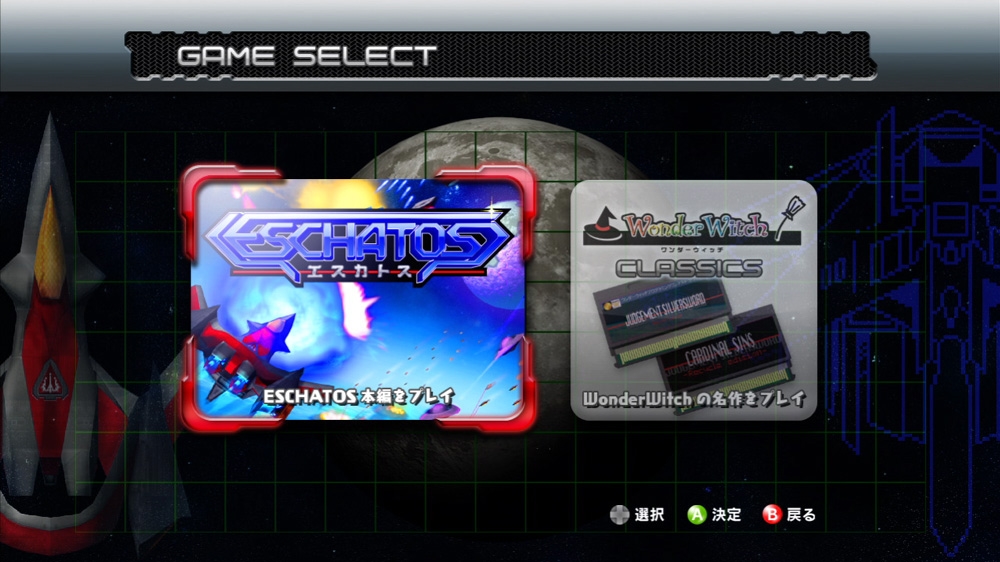 GAME SELECT
ESCHATOS
エスカトス
ESCHATOS 本編をプレイ
WonderWitch
ワンダーウィッチ
CLASSICS
JUDGEMENT SILVERSWORD
CARDINAL SINS
WonderWitch の名作をプレイ
選択 A 決定 B 戻る